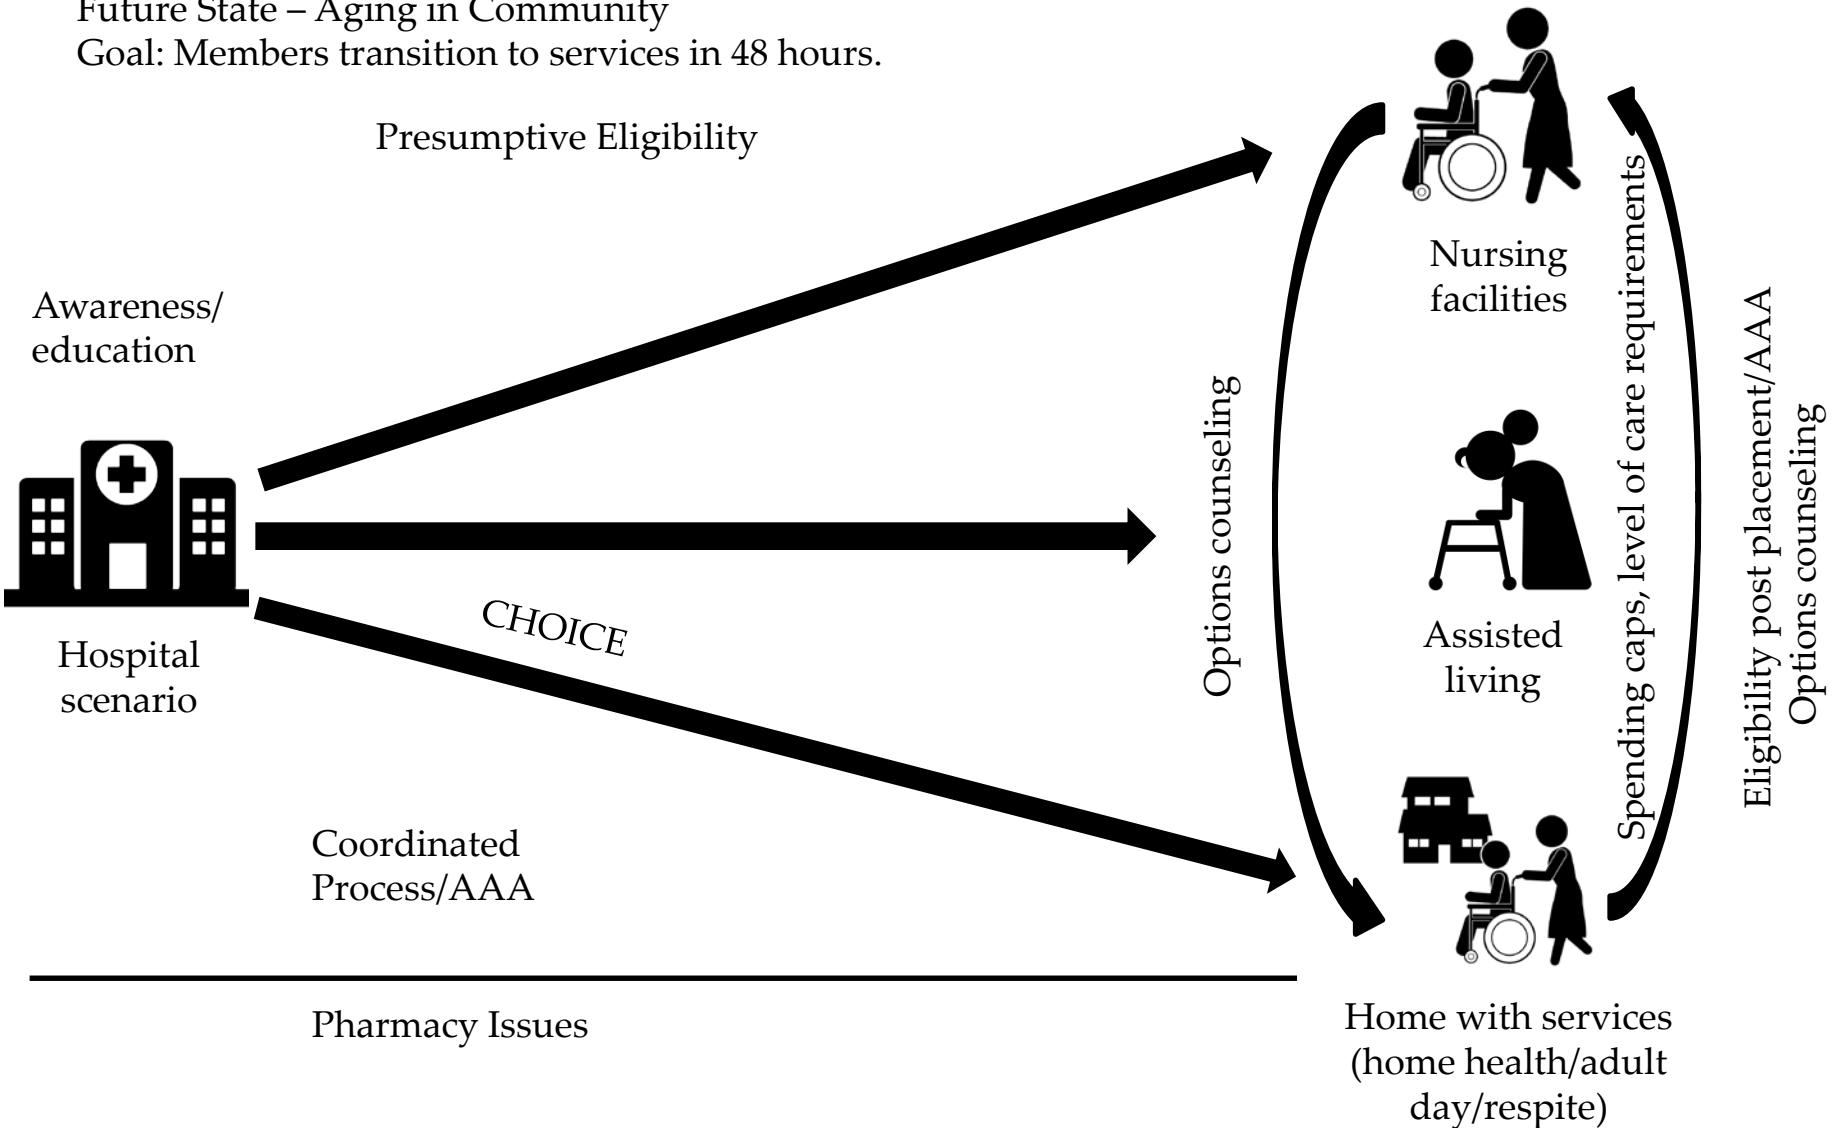 Future State – Aging in Community
Goal: Members transition to services in 48 hours.
Presumptive Eligibility
Awareness/
education
Hospital
scenario
CHOICE
Coordinated
Process/AAA
Pharmacy Issues
Options counseling
Nursing
facilities
Assisted
living
Home with services
(home health/adult
day/respite)
Spending caps, level of care requirements
Eligibility post placement/AAA
Options counseling